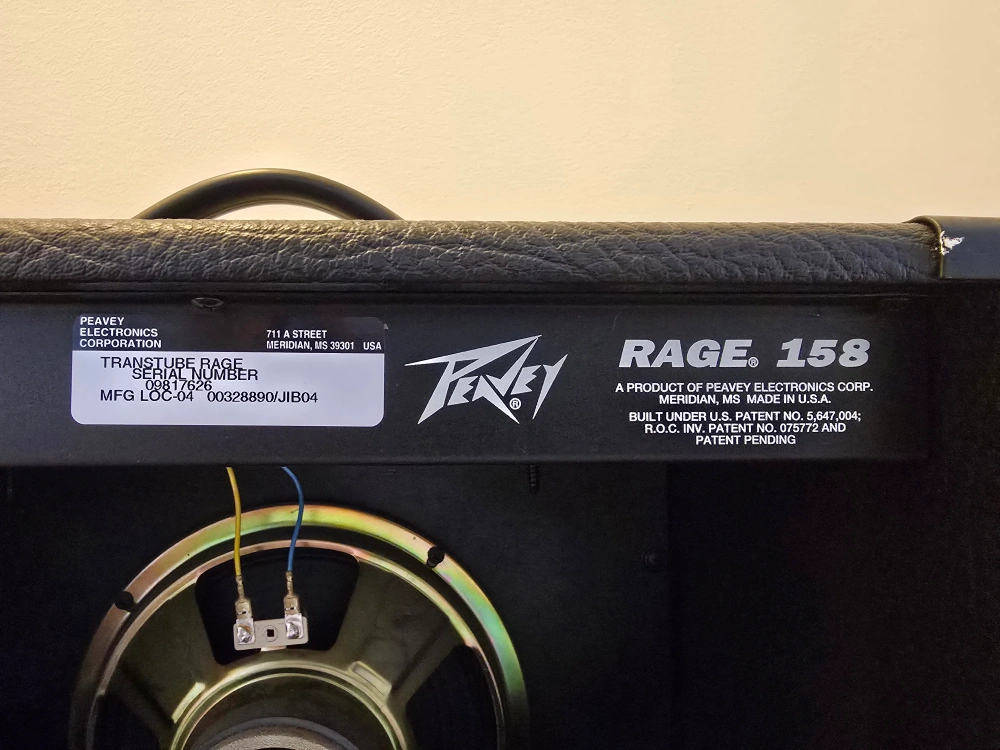 PEAVEY
ELECTRONICS
CORPORATION
711 A STREET
MERIDIAN, MS 39301 USA
TRANSTUBE RAGE
SERIAL NUMBER
09817626
MFG LOC-04 00328890/JIB04
PEAVEY®
RAGE® 158
A PRODUCT OF PEAVEY ELECTRONICS CORP.
MERIDIAN, MS MADE IN U.S.A.
BUILT UNDER U.S. PATENT NO. 5,647,004;
R.O.C. INV. PATENT NO. 075772 AND
PATENT PENDING